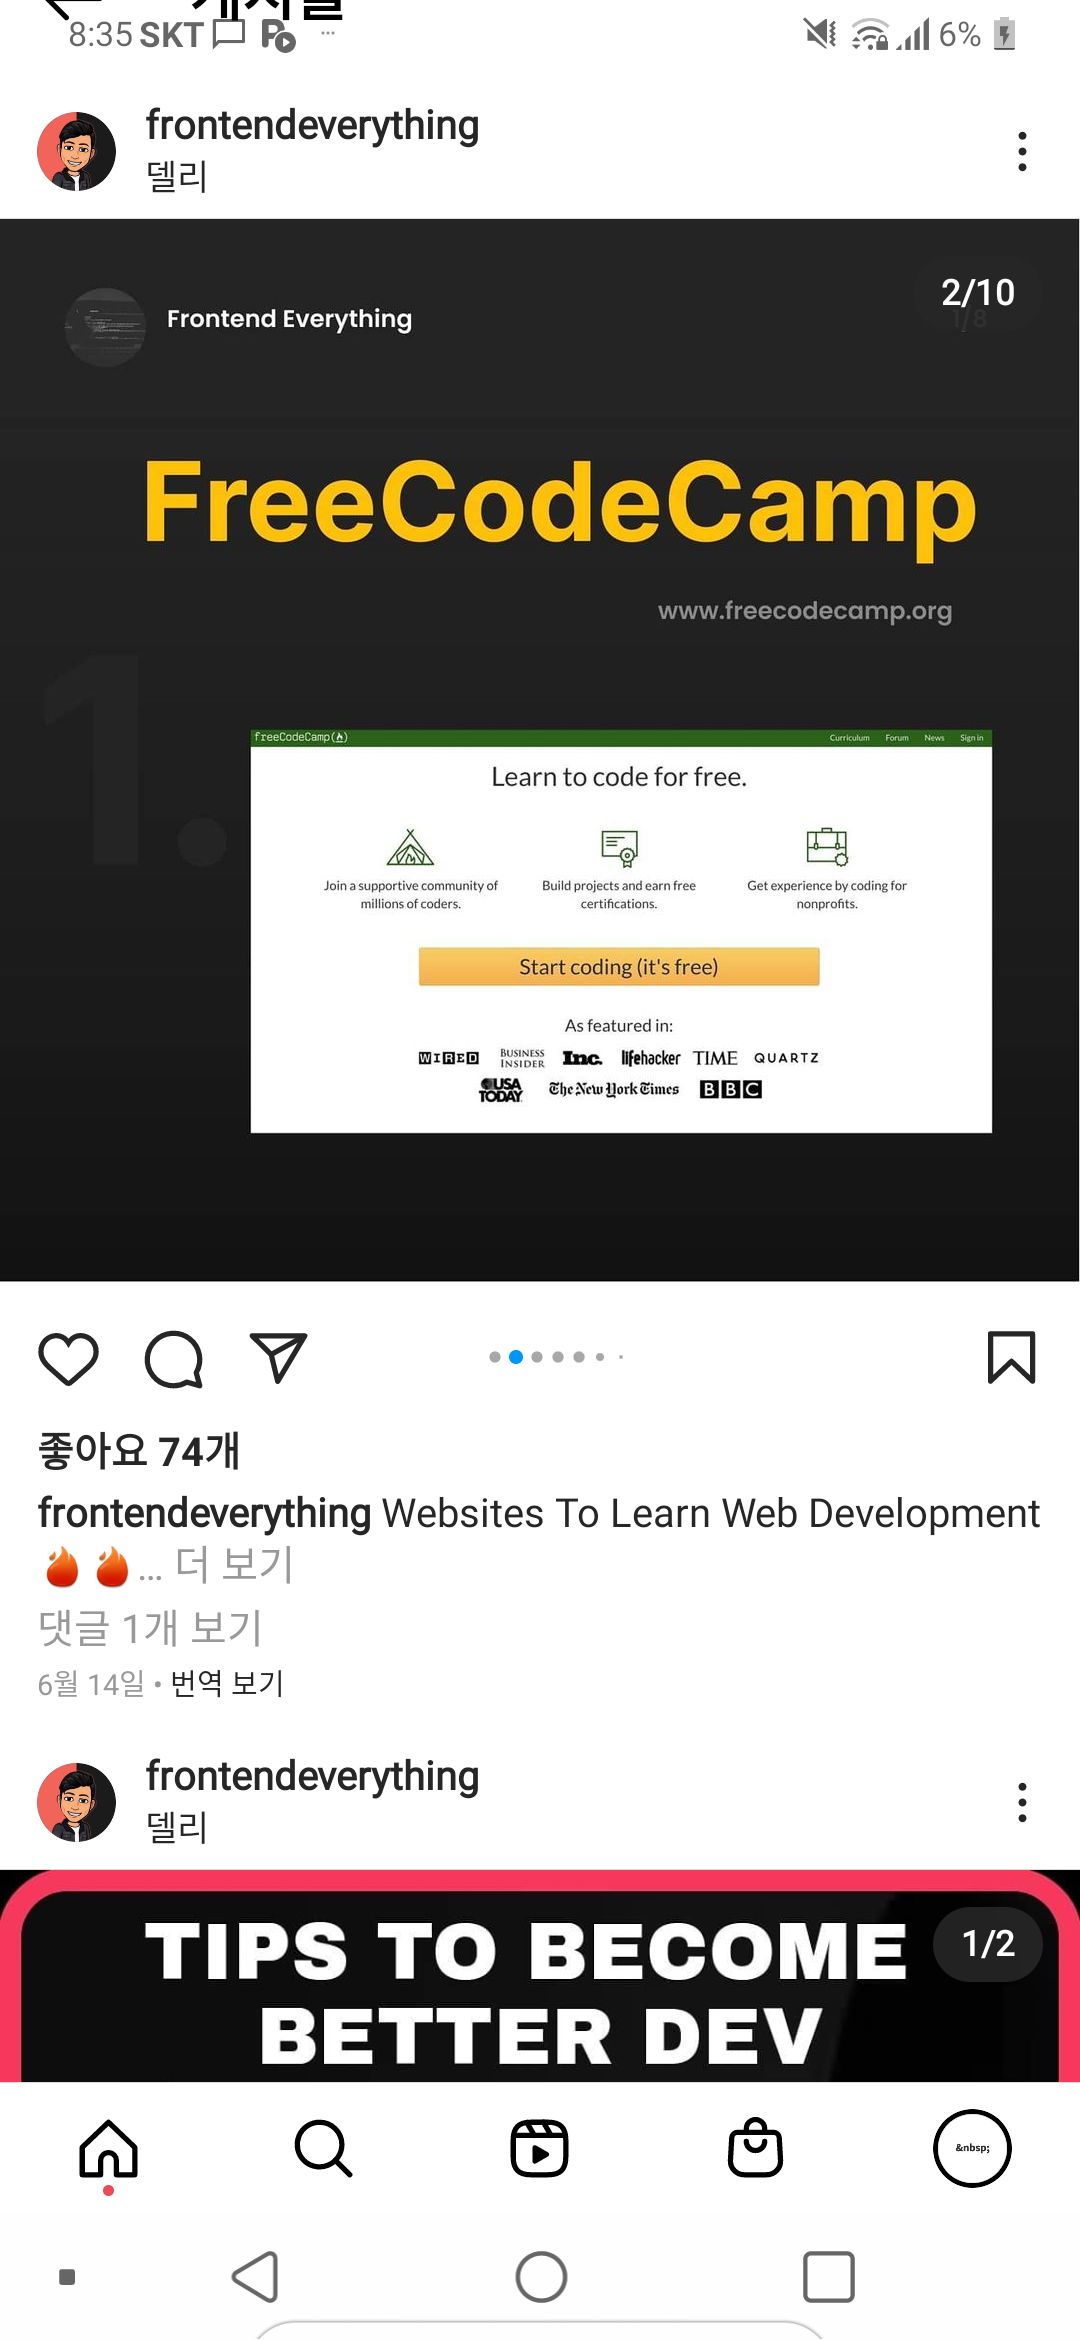 8:35 SKT
6%
frontendeverything
델리
Frontend Everything
2/10
1/8
FreeCodeCamp
www.freecodecamp.org
1.
freeCodeCamp
Curriculum Forum News Sign in
Learn to code for free.
Join a supportive community of
millions of coders.
Build projects and earn free
certifications.
Get experience by coding for
nonprofits.
Start coding (it's free)
As featured in:
WIRED BUSINESS INSIDER Inc. lifehacker TIME QUARTZ
USA TODAY The New York Times BBC
좋아요 74개
frontendeverything Websites To Learn Web Development
🔥🔥... 더 보기
댓글 1개 보기
6월 14일 • 번역 보기
frontendeverything
델리
TIPS TO BECOME
1/2
BETTER DEV
&nbsp;